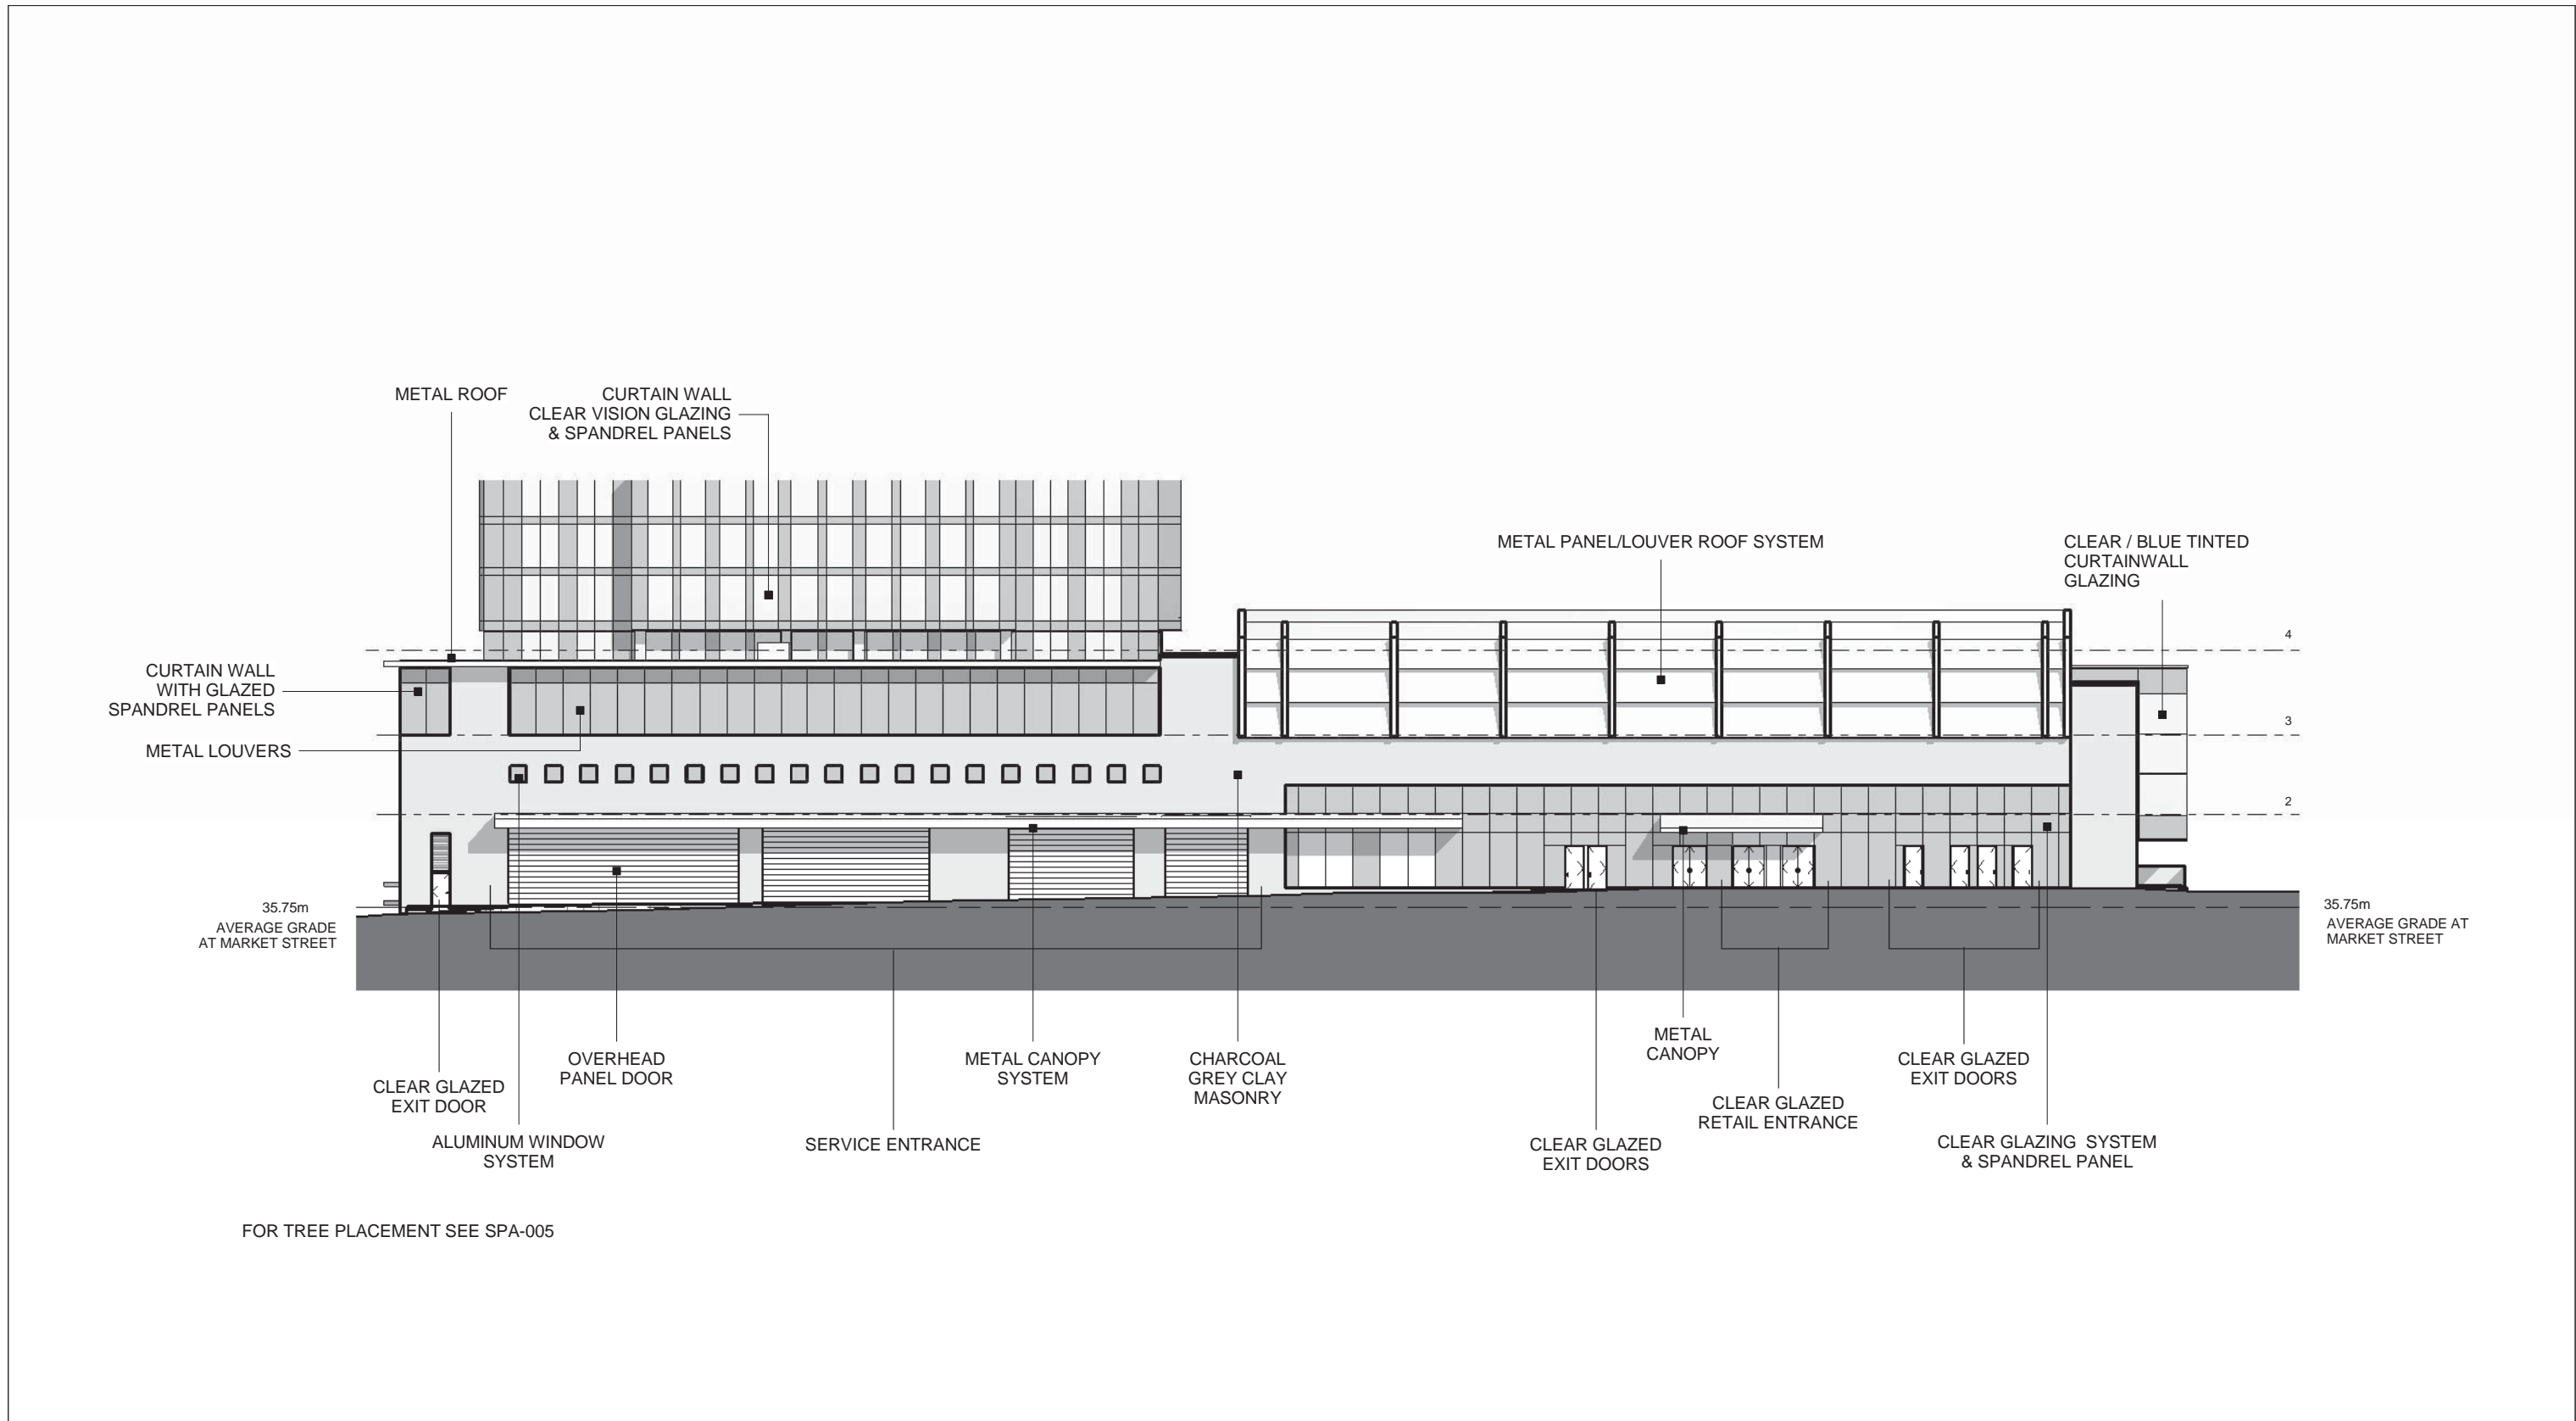 METAL ROOF
CURTAIN WALL
CLEAR VISION GLAZING
& SPANDREL PANELS
METAL PANEL/LOUVER ROOF SYSTEM
CLEAR / BLUE TINTED
CURTAINWALL
GLAZING
4
CURTAIN WALL
WITH GLAZED
SPANDREL PANELS
3
METAL LOUVERS
2
35.75m
AVERAGE GRADE
AT MARKET STREET
35.75m
AVERAGE GRADE AT
MARKET STREET
CLEAR GLAZED
EXIT DOOR
ALUMINUM WINDOW
SYSTEM
OVERHEAD
PANEL DOOR
SERVICE ENTRANCE
METAL CANOPY
SYSTEM
CHARCOAL
GREY CLAY
MASONRY
CLEAR GLAZED
EXIT DOORS
METAL
CANOPY
CLEAR GLAZED
RETAIL ENTRANCE
CLEAR GLAZED
EXIT DOORS
CLEAR GLAZING SYSTEM
& SPANDREL PANEL
FOR TREE PLACEMENT SEE SPA-005